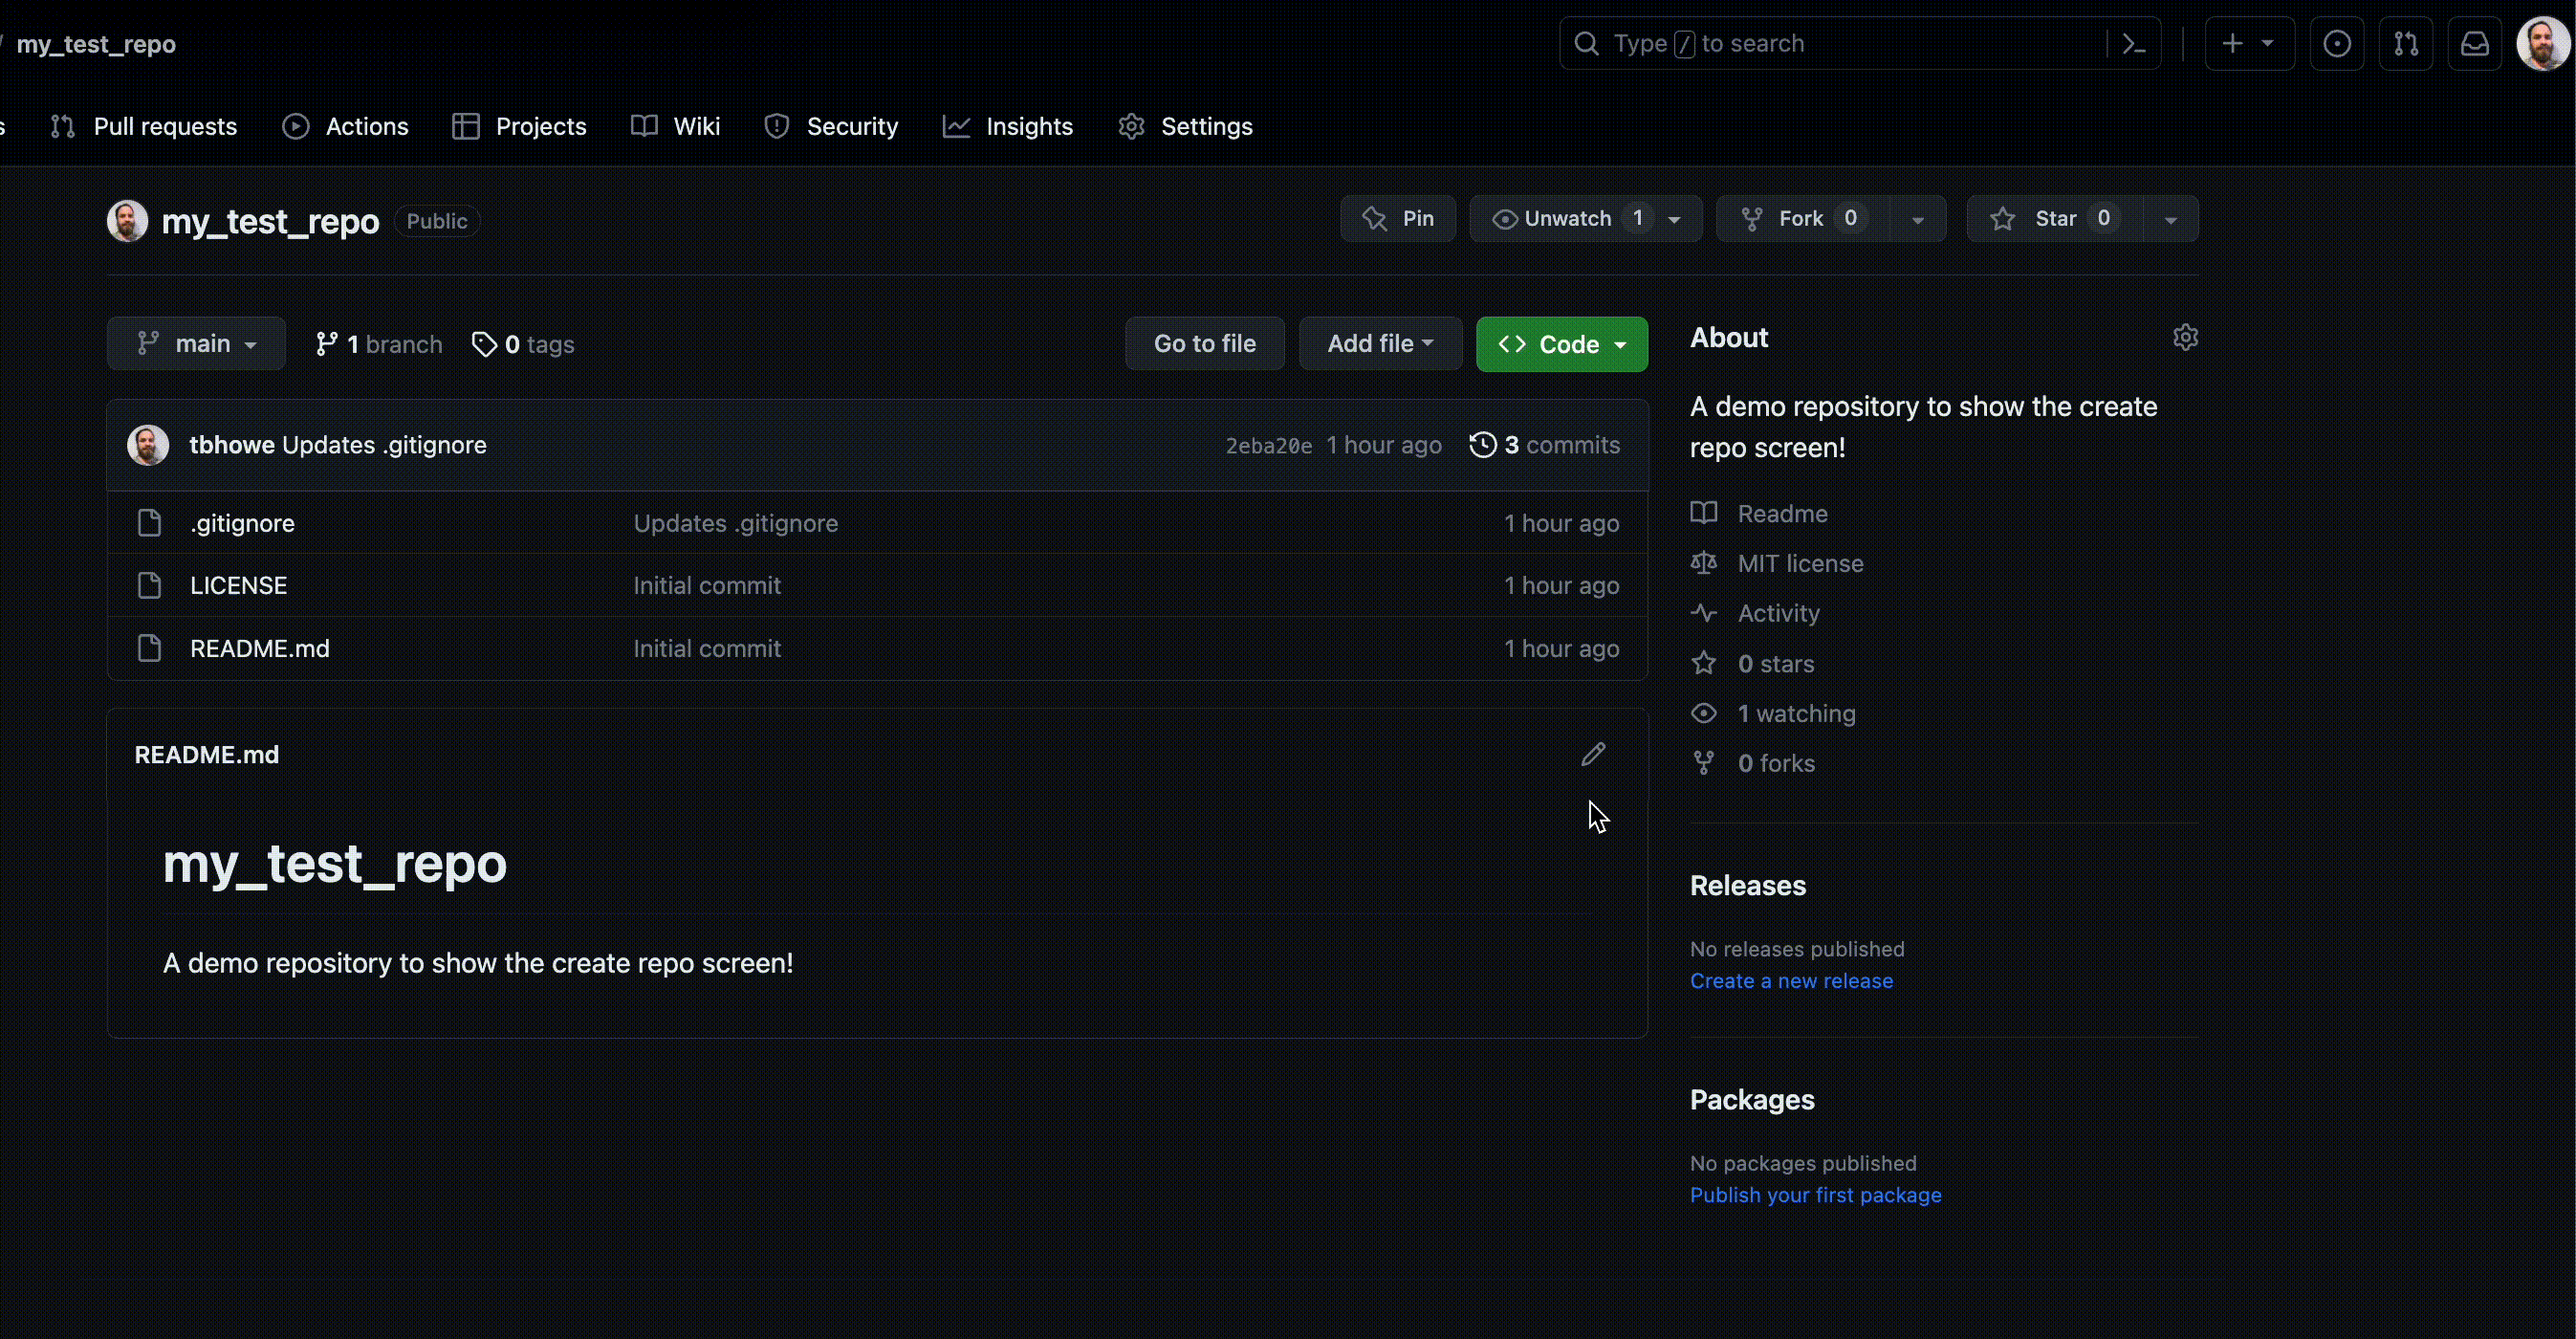 / my_test_repo
Type / to search
s Pull requests Actions Projects Wiki Security Insights Settings
my_test_repo Public
Pin Unwatch 1 Fork 0 Star 0
main 1 branch 0 tags
Go to file Add file Code
tbhowe Updates .gitignore 2eba20e 1 hour ago 3 commits
.gitignore Updates .gitignore 1 hour ago
LICENSE Initial commit 1 hour ago
README.md Initial commit 1 hour ago
README.md
my_test_repo
A demo repository to show the create repo screen!
About
A demo repository to show the create
repo screen!
Readme
MIT license
Activity
0 stars
1 watching
0 forks
Releases
No releases published
Create a new release
Packages
No packages published
Publish your first package